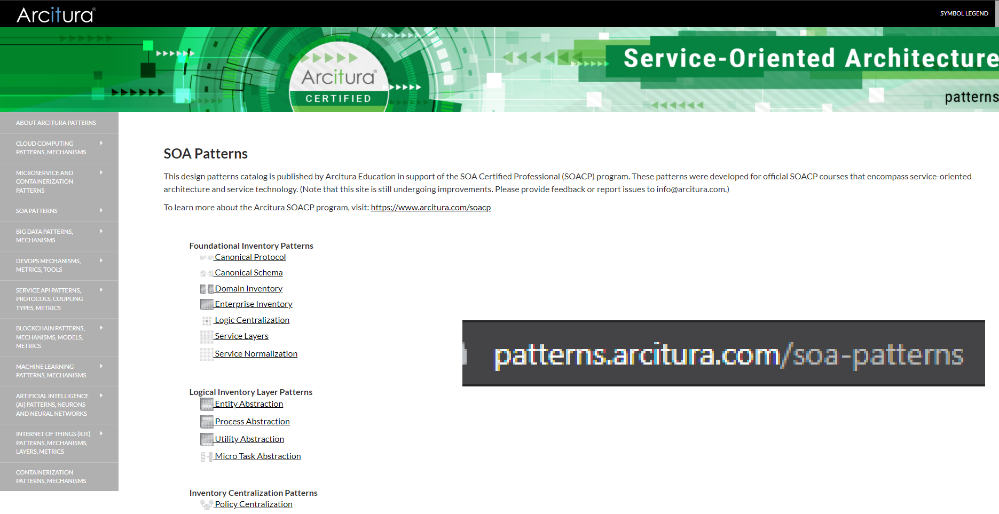 Arcitura®
SYMBOL LEGEND
Service-Oriented Architecture
Arcitura®
CERTIFIED
patterns
ABOUT ARCITURA PATTERNS
CLOUD COMPUTING
PATTERNS, MECHANISMS
MICROSERVICE AND
CONTAINERIZATION
PATTERNS
SOA PATTERNS
BIG DATA PATTERNS,
MECHANISMS
DEVOPS MECHANISMS,
METRICS, TOOLS
SERVICE API PATTERNS,
PROTOCOLS, COUPLING
TYPES, METRICS
BLOCKCHAIN PATTERNS,
MECHANISMS, MODELS,
METRICS
MACHINE LEARNING
PATTERNS, MECHANISMS
ARTIFICIAL INTELLIGENCE
(AI) PATTERNS, NEURONS
AND NEURAL NETWORKS
INTERNET OF THINGS (IOT)
PATTERNS, MECHANISMS,
LAYERS, METRICS
CONTAINERIZATION
PATTERNS, MECHANISMS
SOA Patterns
This design patterns catalog is published by Arcitura Education in support of the SOA Certified Professional (SOACP) program. These patterns were developed for official SOACP courses that encompass service-oriented
architecture and service technology. (Note that this site is still undergoing improvements. Please provide feedback or report issues to info@arcitura.com.)
To learn more about the Arcitura SOACP program, visit: https://www.arcitura.com/soacp
Foundational Inventory Patterns
Canonical Protocol
Canonical Schema
Domain Inventory
Enterprise Inventory
Logic Centralization
Service Layers
Service Normalization
patterns.arcitura.com/soa-patterns
Logical Inventory Layer Patterns
Entity Abstraction
Process Abstraction
Utility Abstraction
Micro Task Abstraction
Inventory Centralization Patterns
Policy Centralization